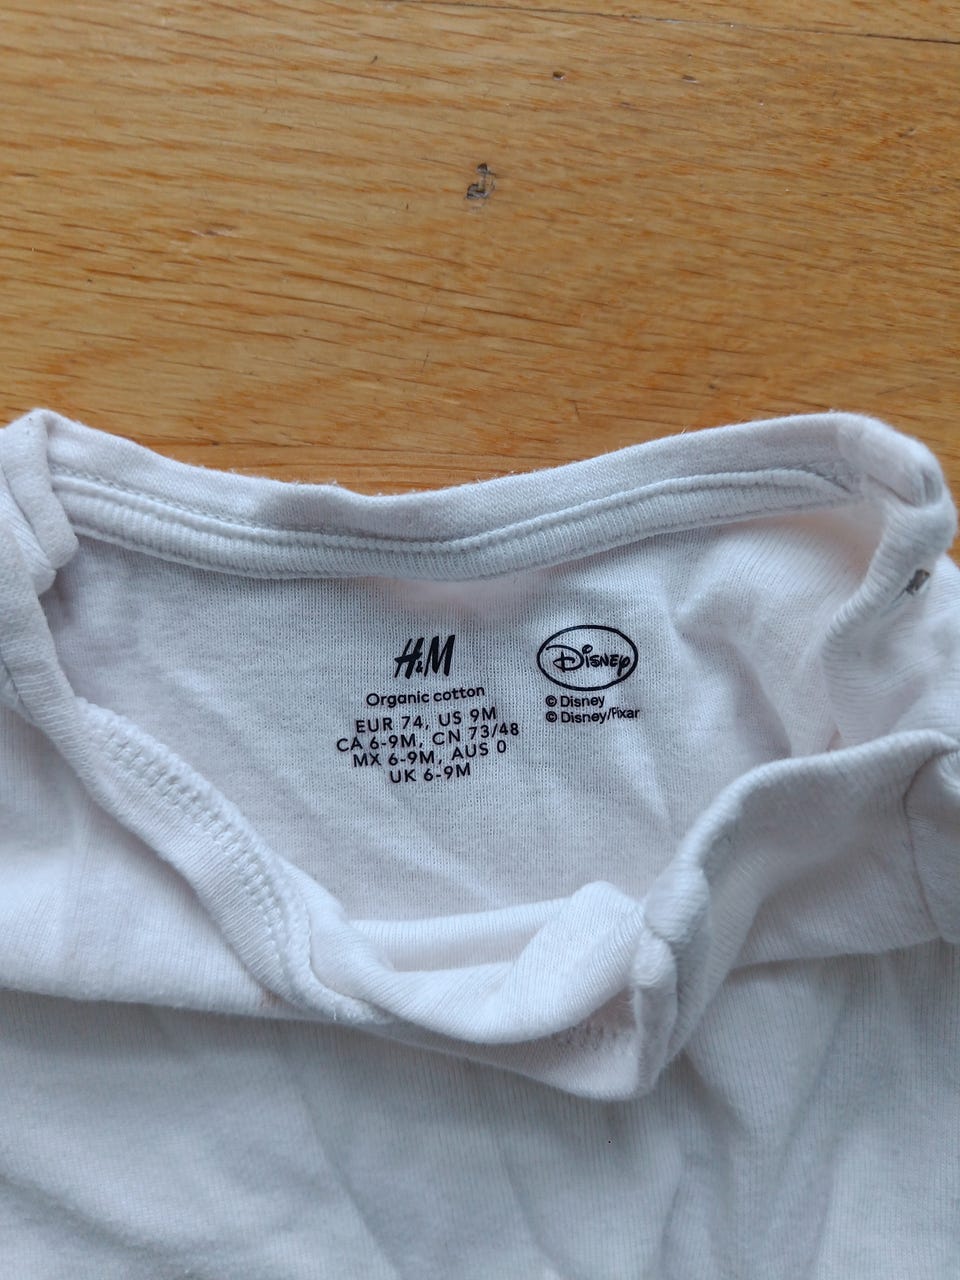 H&M
Organic cotton
EUR 74, US 9M
CA 6-9M, CN 73/48
MX 6-9M, AUS 0
UK 6-9M
Disney
© Disney
© Disney/Pixar